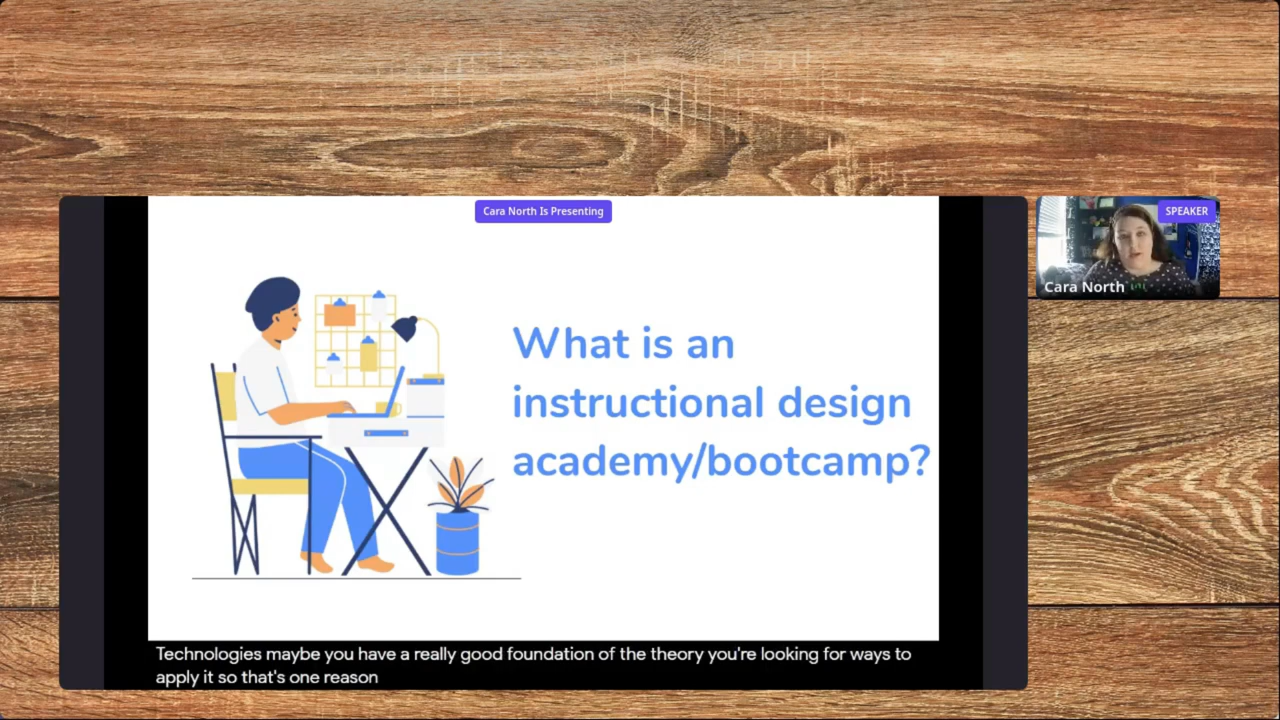 Cara North Is Presenting
SPEAKER
Cara North
What is an
instructional design
academy/bootcamp?
Technologies maybe you have a really good foundation of the theory you're looking for ways to
apply it so that's one reason